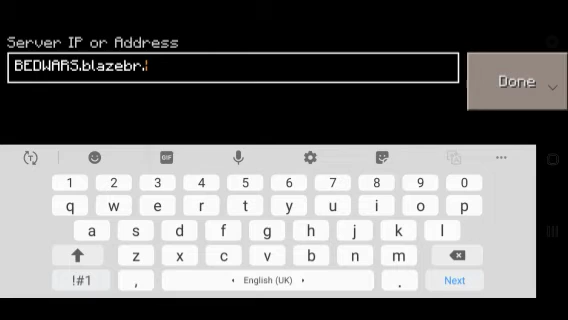 Server IP or Address
BEDWARS.blazebr.
Done
GIF
1 2 3 4 5 6 7 8 9 0
q w e r t y u i o p
a s d f g h j k l
z x c v b n m
!#1 , English (UK) . Next